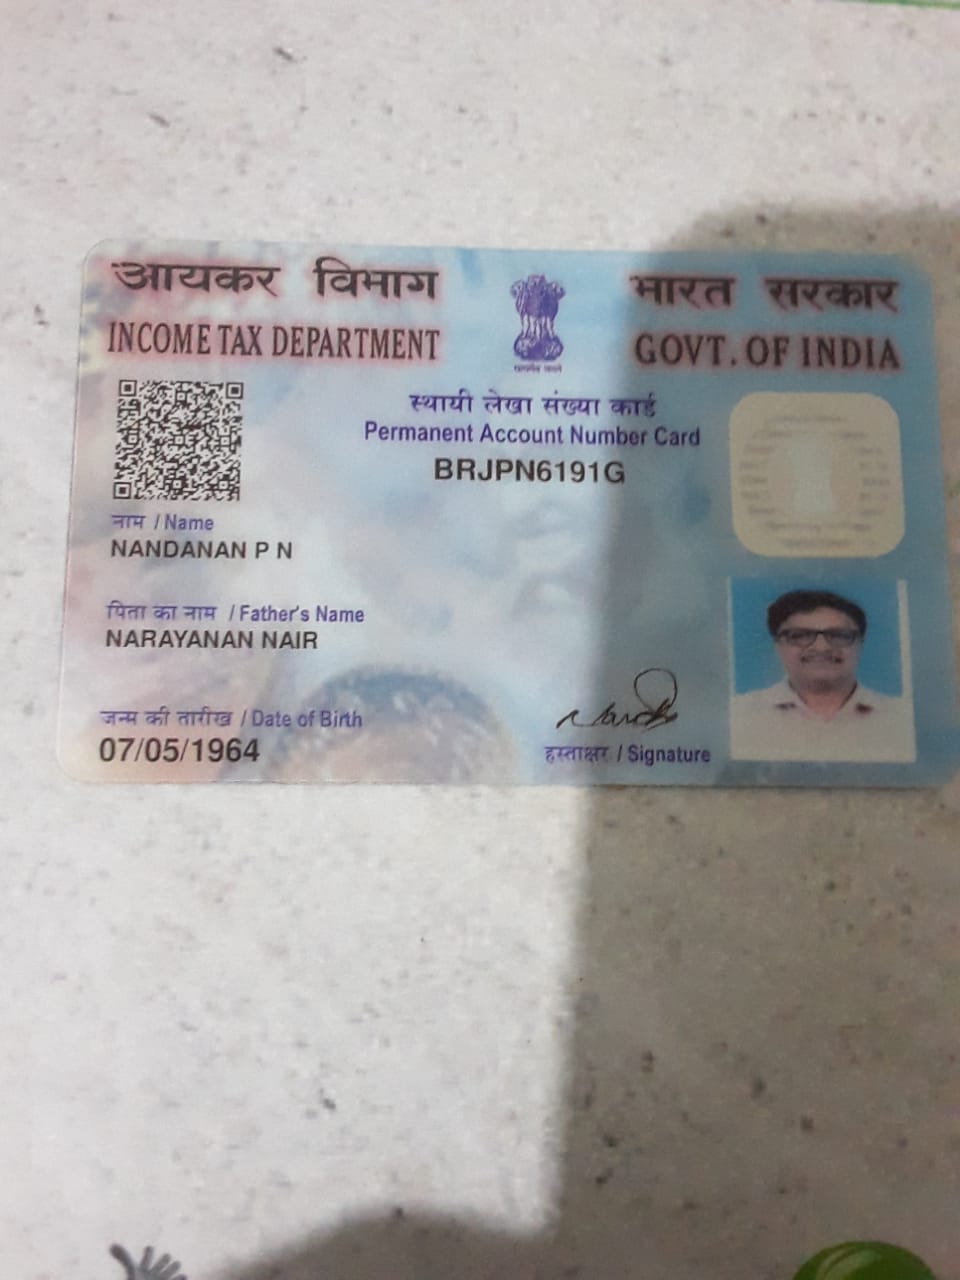 आयकर विभाग
INCOME TAX DEPARTMENT
भारत सरकार
GOVT. OF INDIA
स्थायी लेखा संख्या कार्ड
Permanent Account Number Card
BRJPN6191G
नाम / Name
NANDANAN P N
पिता का नाम / Father's Name
NARAYANAN NAIR
जन्म की तारीख / Date of Birth
07/05/1964
हस्ताक्षर / Signature